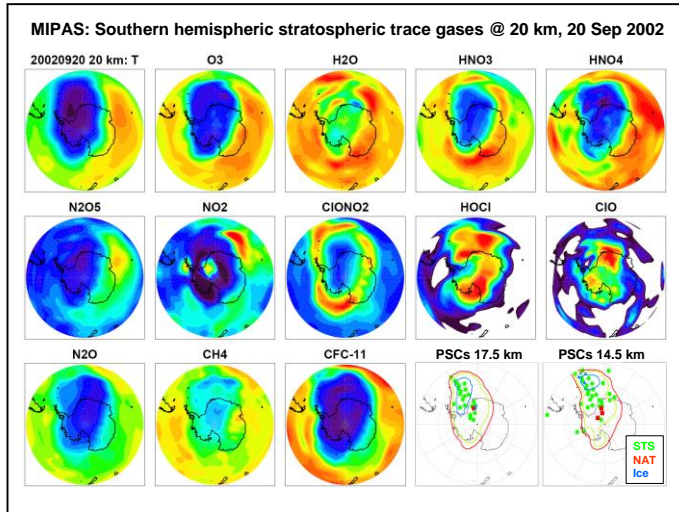 MIPAS: Southern hemispheric stratospheric trace gases @ 20 km, 20 Sep 2002
20020920 20 km: T
O3
H2O
HNO3
HNO4
N2O5
NO2
ClONO2
HOCl
ClO
N2O
CH4
CFC-11
PSCs 17.5 km
PSCs 14.5 km
STS
NAT
Ice